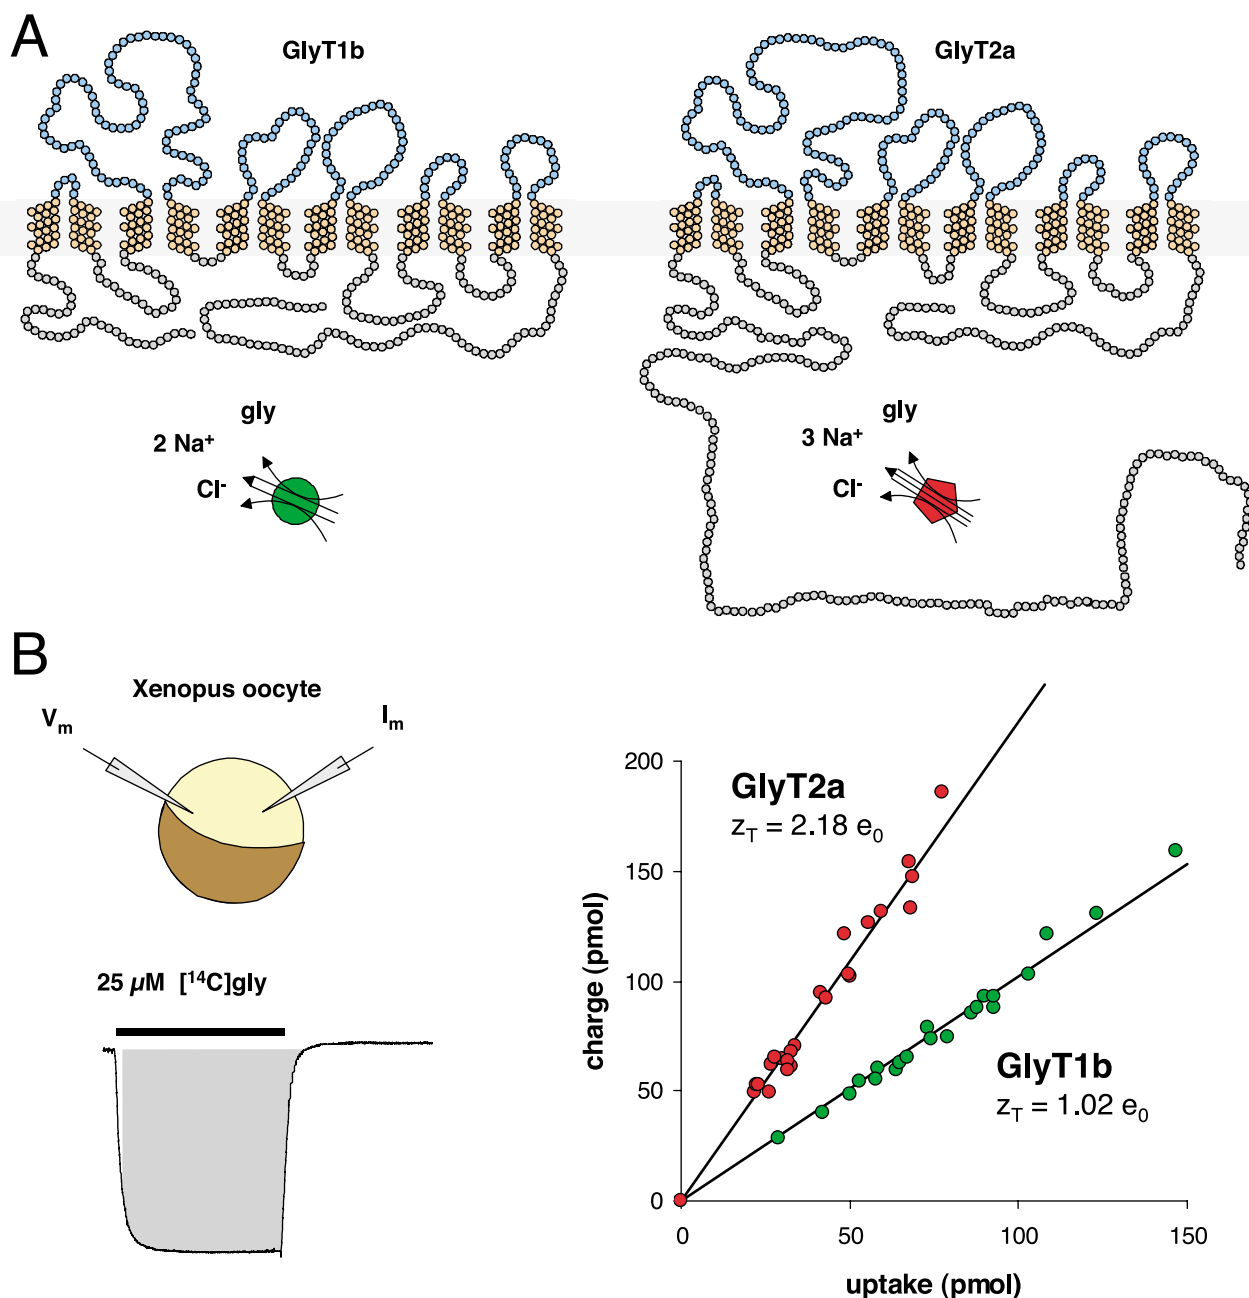 A
GlyT1b
GlyT2a
gly
2 Na⁺
Cl⁻
gly
3 Na⁺
Cl⁻
B
Xenopus oocyte
Vₘ
Iₘ
25 µM [¹⁴C]gly
200
150
100
50
0
charge (pmol)
GlyT2a
z_T = 2.18 e₀
GlyT1b
z_T = 1.02 e₀
0
50
100
150
uptake (pmol)